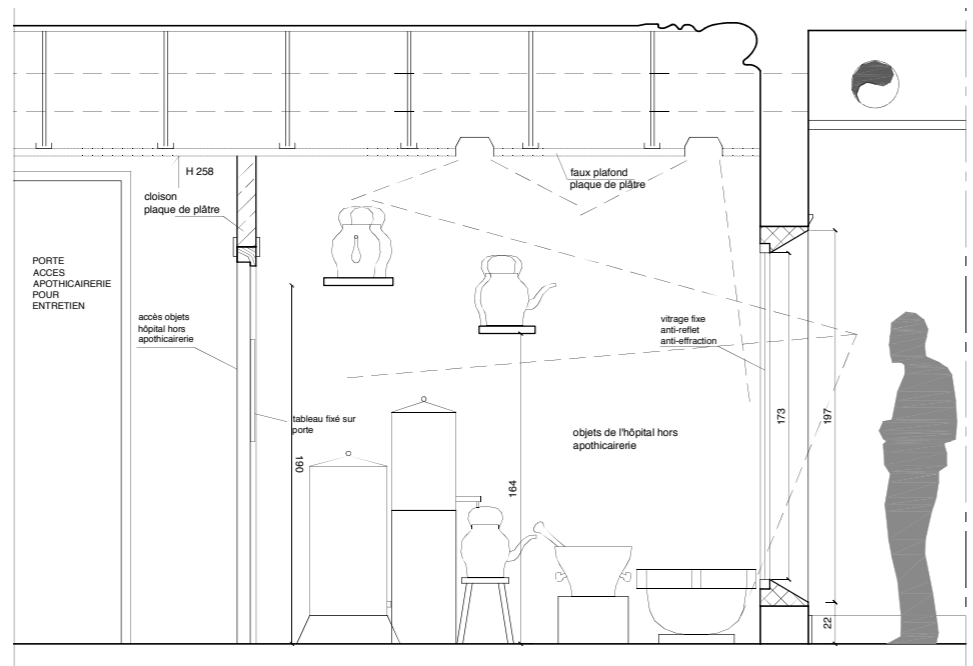 H 258
cloison
plaque de plâtre
faux plafond
plaque de plâtre
PORTE
ACCES
APOTHICAIRERIE
POUR
ENTRETIEN
accès objets
hôpital hors
apothicairerie
vitrage fixe
anti-reflet
anti-effraction
tableau fixé sur
porte
objets de l'hôpital hors
apothicairerie
190
164
173
197
22